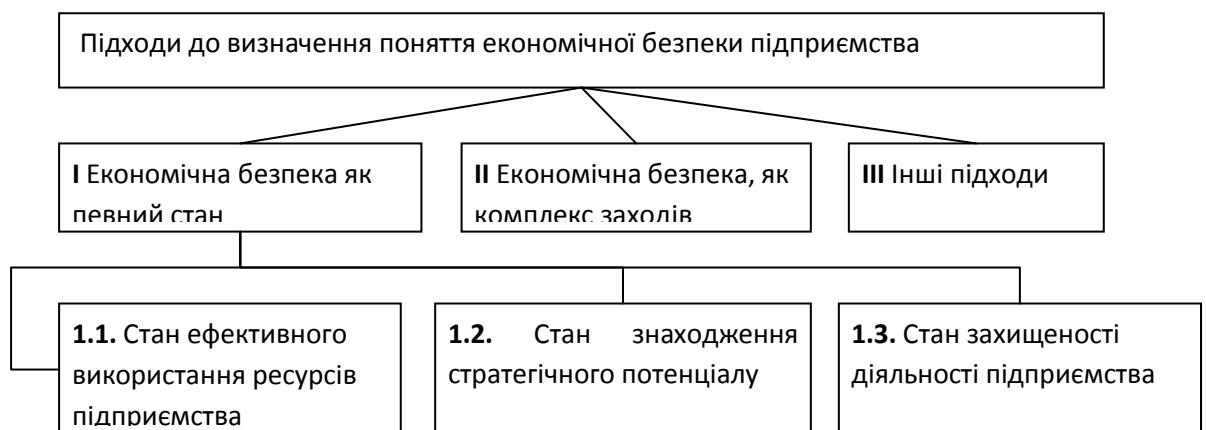 Підходи до визначення поняття економічної безпеки підприємства
I Економічна безпека як
певний стан
II Економічна безпека, як
комплекс заходів
III Інші підходи
1.1. Стан ефективного
використання ресурсів
підприємства
1.2. Стан знаходження
стратегічного потенціалу
1.3. Стан захищеності
діяльності підприємства